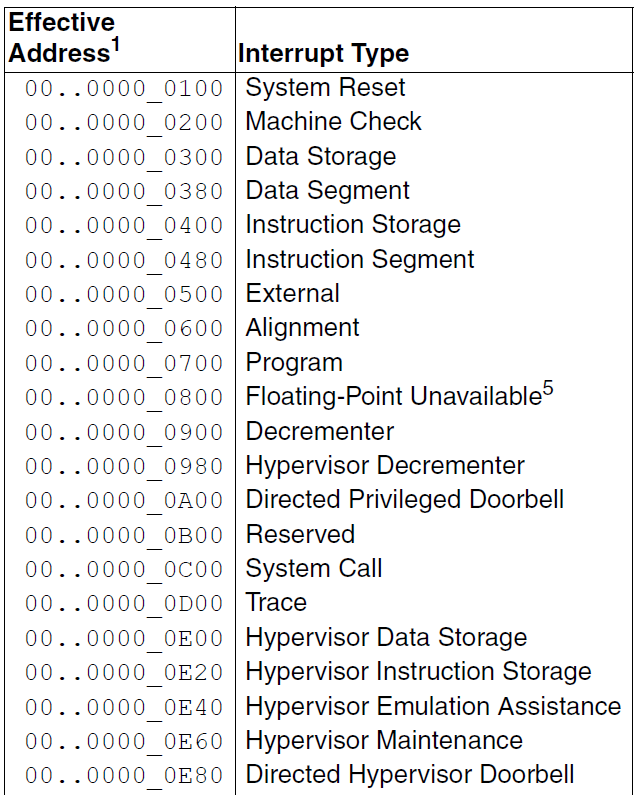 Effective
Address1 Interrupt Type
00..0000_0100 System Reset
00..0000_0200 Machine Check
00..0000_0300 Data Storage
00..0000_0380 Data Segment
00..0000_0400 Instruction Storage
00..0000_0480 Instruction Segment
00..0000_0500 External
00..0000_0600 Alignment
00..0000_0700 Program
00..0000_0800 Floating-Point Unavailable5
00..0000_0900 Decrementer
00..0000_0980 Hypervisor Decrementer
00..0000_0A00 Directed Privileged Doorbell
00..0000_0B00 Reserved
00..0000_0C00 System Call
00..0000_0D00 Trace
00..0000_0E00 Hypervisor Data Storage
00..0000_0E20 Hypervisor Instruction Storage
00..0000_0E40 Hypervisor Emulation Assistance
00..0000_0E60 Hypervisor Maintenance
00..0000_0E80 Directed Hypervisor Doorbell